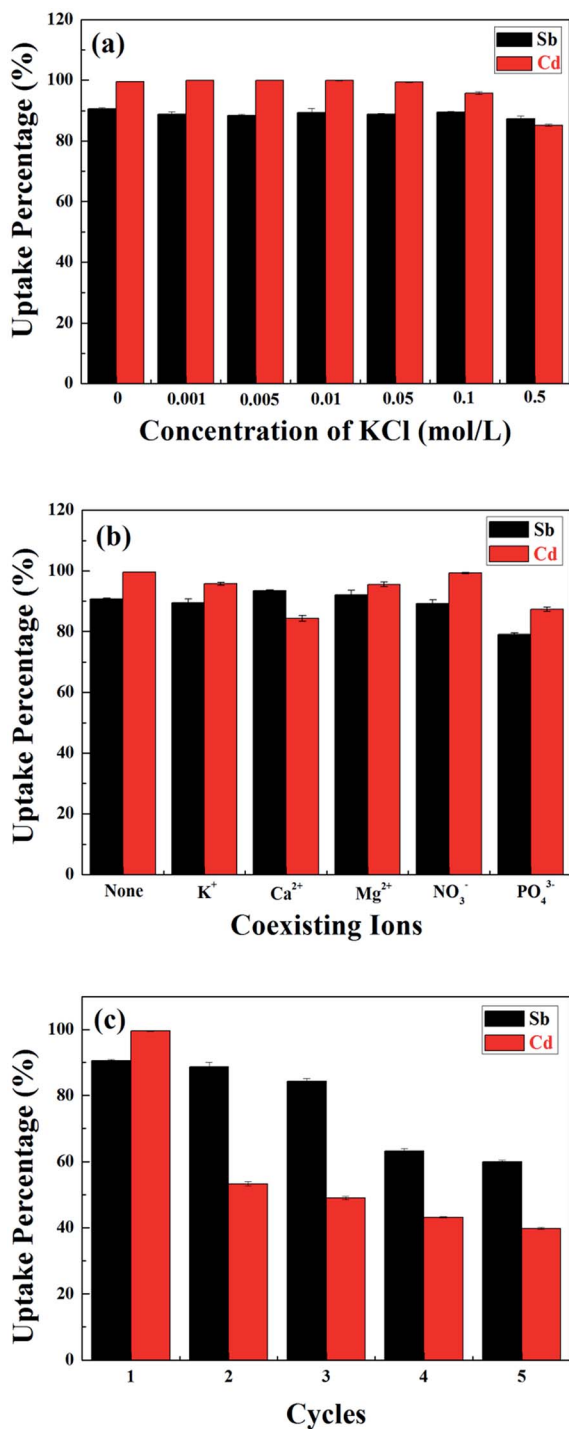 (a)
Sb
Cd
Uptake Percentage (%)
120
100
80
60
40
20
0
0 0.001 0.005 0.01 0.05 0.1 0.5
Concentration of KCl (mol/L)
(b)
Sb
Cd
Uptake Percentage (%)
120
100
80
60
40
20
0
None K⁺ Ca²⁺ Mg²⁺ NO₃⁻ PO₄³⁻
Coexisting Ions
(c)
Sb
Cd
Uptake Percentage (%)
100
80
60
40
20
0
1 2 3 4 5
Cycles